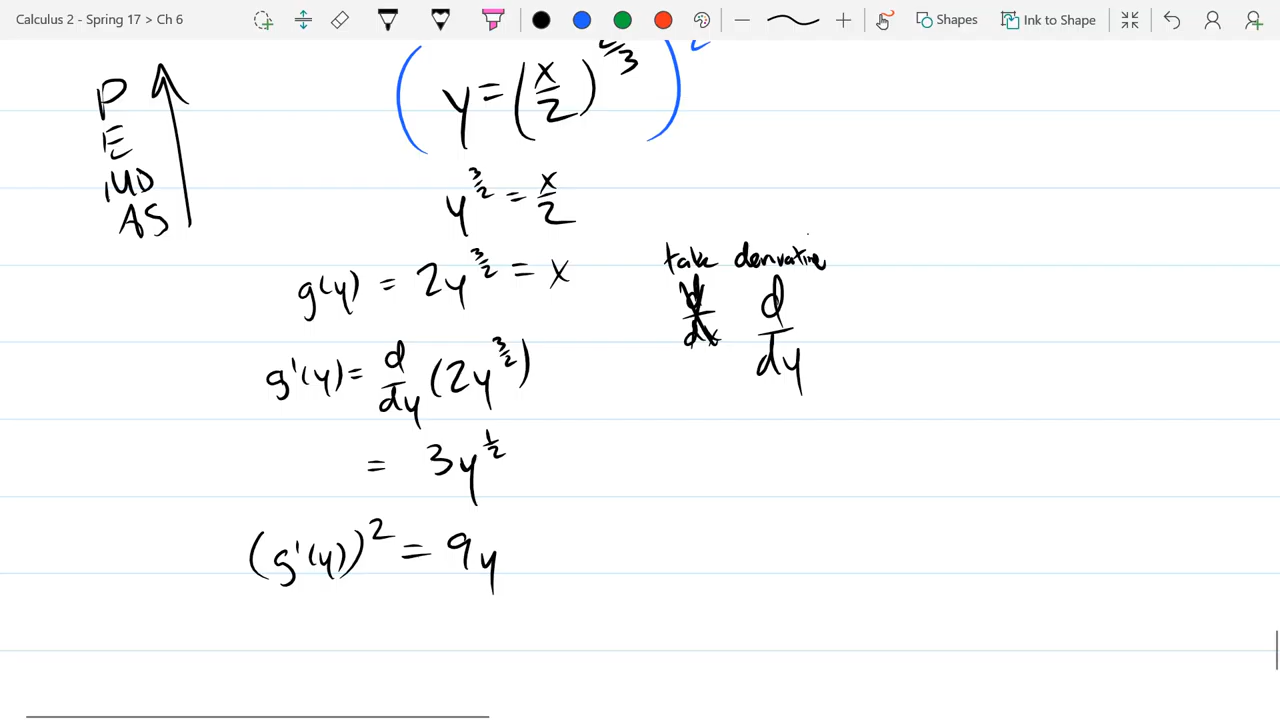 Calculus 2 - Spring 17 > Ch 6 Shapes Ink to Shape
P
E
MD
AS
( y = (x/2)^(2/3) )
y^(3/2) = x/2
g(y) = 2y^(3/2) = x
take derivative
d/dx d/dy
g'(y) = d/dy (2y^(3/2))
= 3y^(1/2)
(g'(y))^2 = 9y